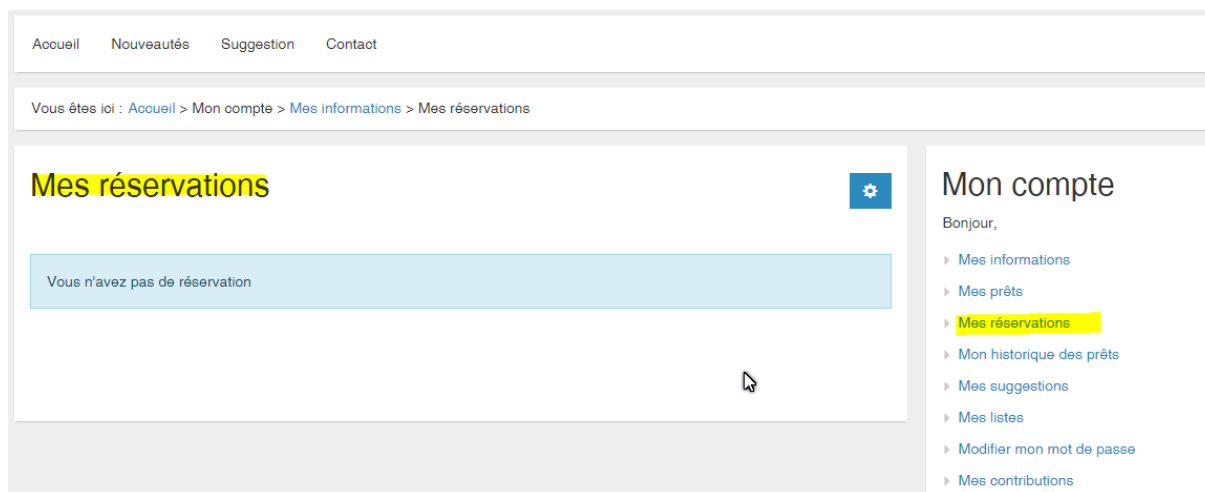 Accueil Nouveautés Suggestion Contact
Vous êtes ici : Accueil > Mon compte > Mes informations > Mes réservations
Mes réservations
Vous n'avez pas de réservation
Mon compte
Bonjour,
Mes informations
Mes prêts
Mes réservations
Mon historique des prêts
Mes suggestions
Mes listes
Modifier mon mot de passe
Mes contributions